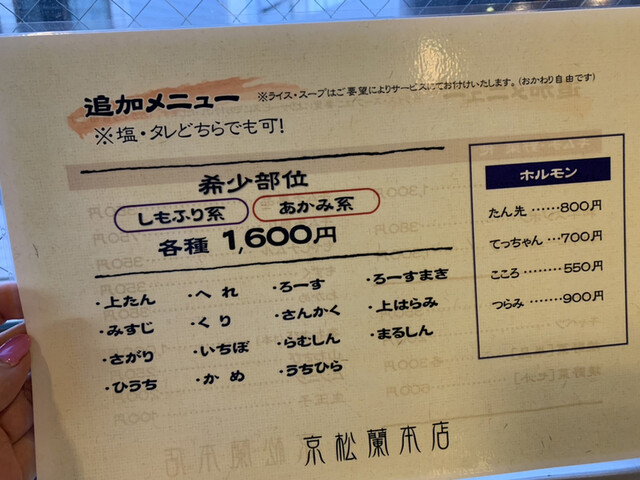 追加メニュー ※ライス・スープはご要望によりサービスにてお付けいたします。(おかわり自由です)
※塩・タレどちらでも可!
希少部位
しもふり系 あかみ系
各種 1,600円
・上たん ・へれ ・ろーす ・ろーすまき
・みすじ ・くり ・さんかく ・上はらみ
・さがり ・いちぼ ・らむしん ・まるしん
・ひうち ・かめ ・うちひら
ホルモン
たん先……800円
てっちゃん…700円
こころ………550円
つらみ………900円
京松蘭本店